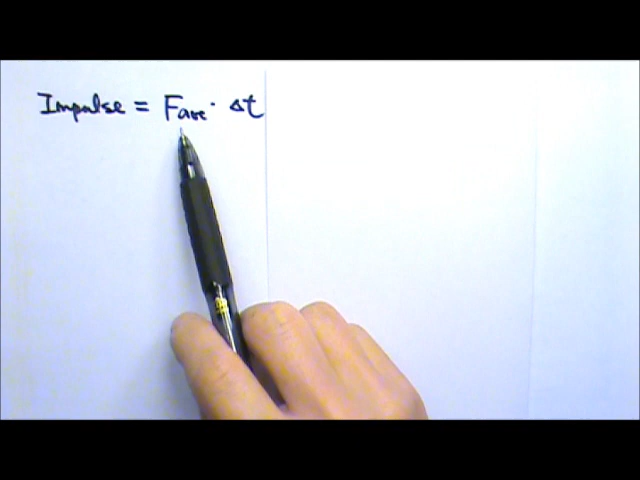 Impulse = Fave · Δt